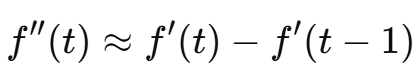 f″(t) ≈ f′(t) − f′(t − 1)